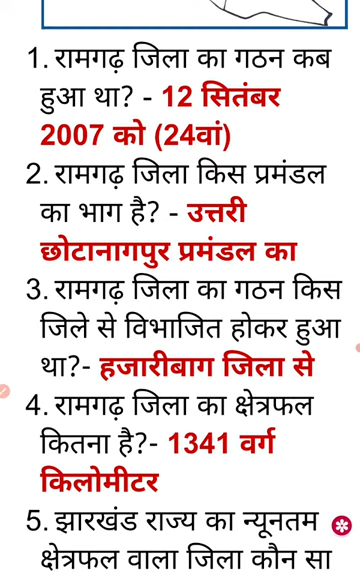 1. रामगढ़ जिला का गठन कब
हुआ था? - 12 सितंबर
2007 को (24वां)
2. रामगढ़ जिला किस प्रमंडल
का भाग है? - उत्तरी
छोटानागपुर प्रमंडल का
3. रामगढ़ जिला का गठन किस
जिले से विभाजित होकर हुआ
था?- हजारीबाग जिला से
4. रामगढ़ जिला का क्षेत्रफल
कितना है?- 1341 वर्ग
किलोमीटर
5. झारखंड राज्य का न्यूनतम
क्षेत्रफल वाला जिला कौन सा